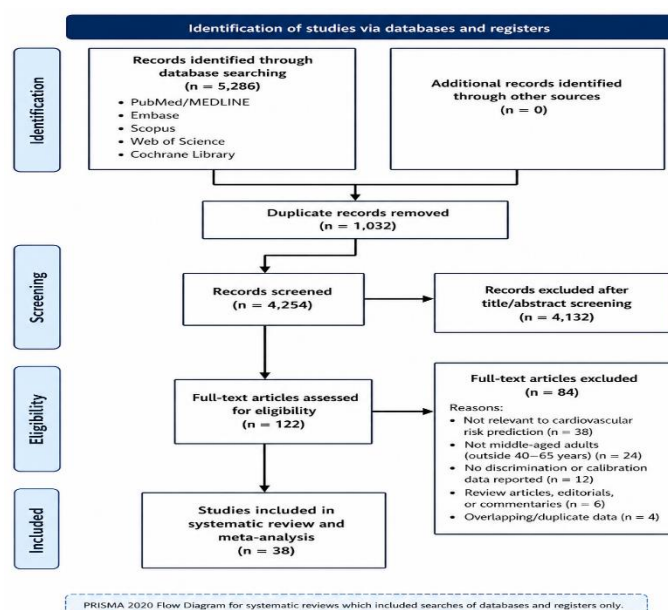 Identification of studies via databases and registers
Identification
Records identified through
database searching
(n = 5,286)
• PubMed/MEDLINE
• Embase
• Scopus
• Web of Science
• Cochrane Library
Additional records identified
through other sources
(n = 0)
Duplicate records removed
(n = 1,032)
Screening
Records screened
(n = 4,254)
Records excluded after
title/abstract screening
(n = 4,132)
Eligibility
Full-text articles assessed
for eligibility
(n = 122)
Full-text articles excluded
(n = 84)
Reasons:
• Not relevant to cardiovascular
risk prediction (n = 38)
• Not middle-aged adults
(outside 40–65 years) (n = 24)
• No discrimination or calibration
data reported (n = 12)
• Review articles, editorials,
or commentaries (n = 6)
• Overlapping/duplicate data (n = 4)
Included
Studies included in
systematic review and
meta-analysis
(n = 38)
PRISMA 2020 Flow Diagram for systematic reviews which included searches of databases and registers only.